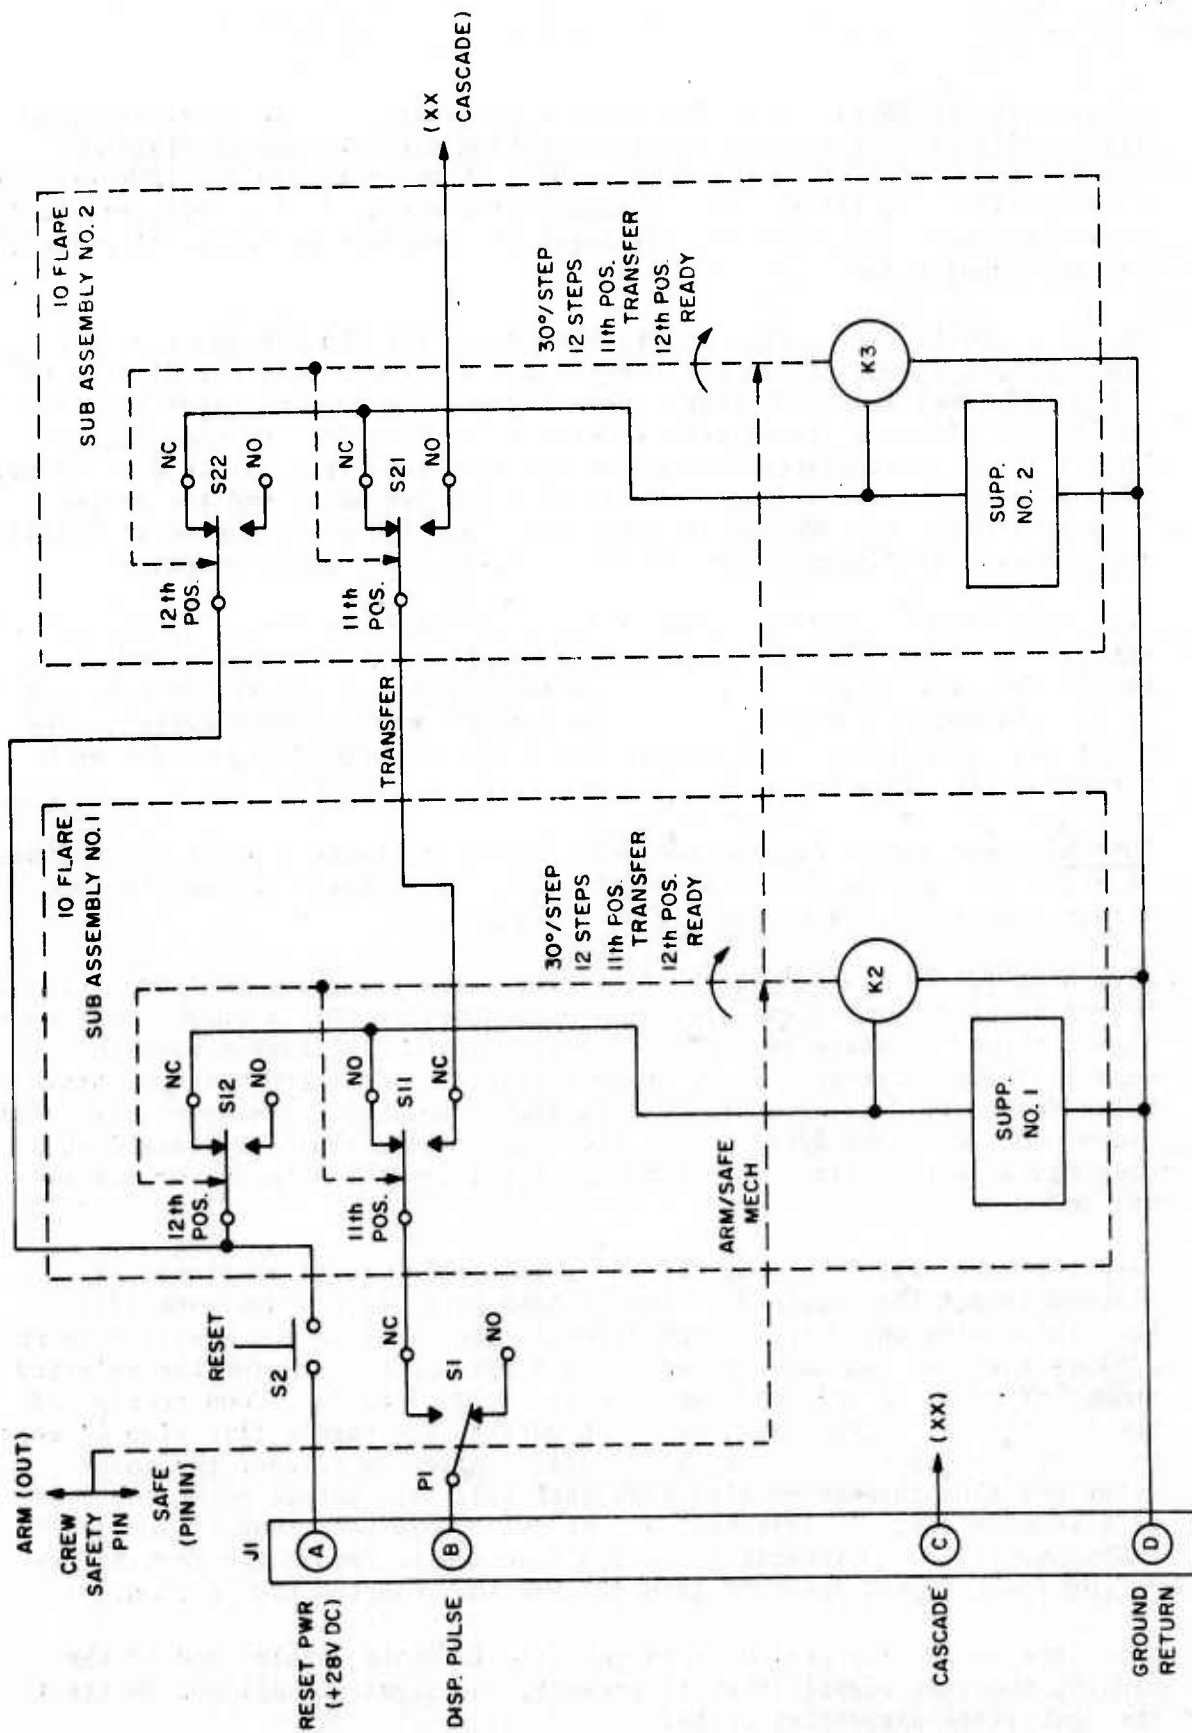 ARM (OUT)
CREW
SAFETY
PIN
SAFE
(PIN IN)
J1
A
B
C
D
RESET PWR
(+28V DC)
DISP. PULSE
CASCADE
GROUND
RETURN
P1
S2
RESET
NC
S1
NO
(XX)
10 FLARE
SUB ASSEMBLY NO.1
12th
POS.
NC
S12
NO
11th
POS.
NO
S11
NC
30°/STEP
12 STEPS
11th POS.
TRANSFER
12th POS.
READY
ARM/SAFE
MECH
K2
SUPP.
NO. 1
TRANSFER
10 FLARE
SUB ASSEMBLY NO. 2
12th
POS.
NC
S22
NO
11th
POS.
NC
S21
NO
30°/STEP
12 STEPS
11th POS.
TRANSFER
12th POS.
READY
K3
SUPP.
NO. 2
(XX
CASCADE)